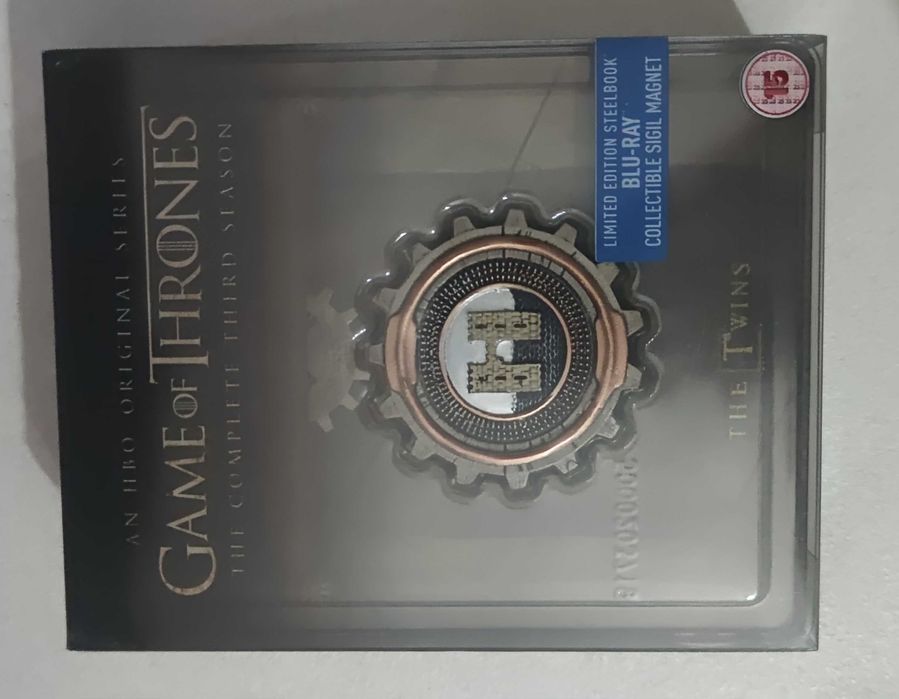 AN HBO ORIGINAL SERIES
GAME OF THRONES
THE COMPLETE THIRD SEASON
LIMITED EDITION STEELBOOK
BLU-RAY
COLLECTIBLE SIGIL MAGNET
15
THE TWINS